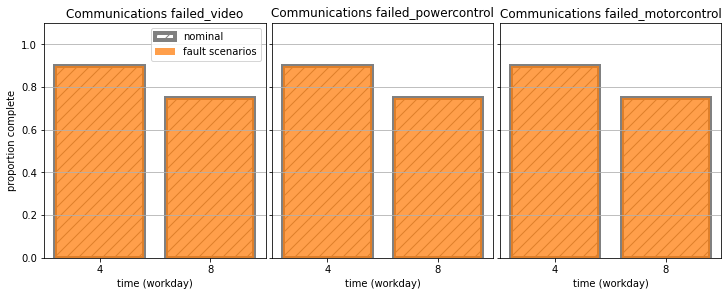 Communications failed_video
Communications failed_powercontrol
Communications failed_motorcontrol
nominal
fault scenarios
proportion complete
1.0
0.8
0.6
0.4
0.2
0.0
4
8
4
8
4
8
time (workday)
time (workday)
time (workday)